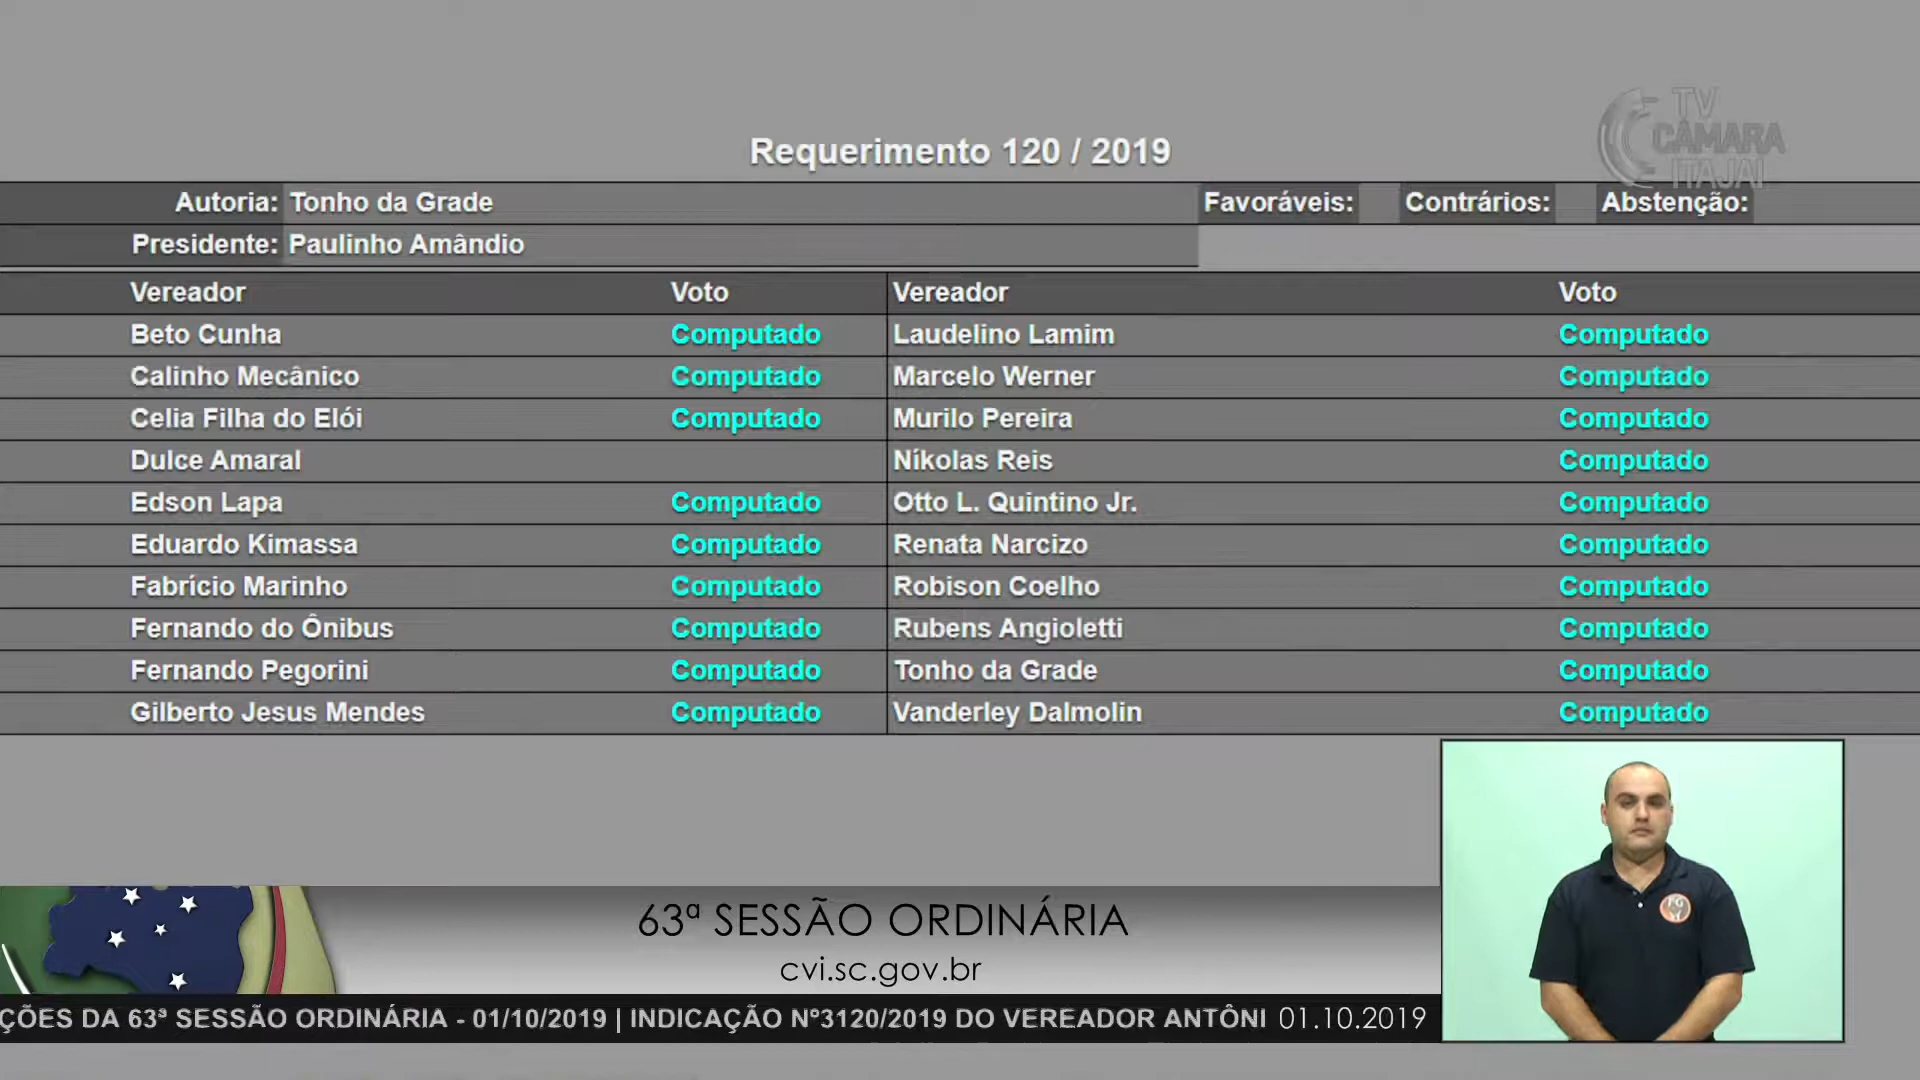 TV
CÂMARA
ITAJAÍ
Requerimento 120 / 2019
Autoria: Tonho da Grade Favoráveis: Contrários: Abstenção:
Presidente: Paulinho Amândio
Vereador Voto Vereador Voto
Beto Cunha Computado Laudelino Lamim Computado
Calinho Mecânico Computado Marcelo Werner Computado
Celia Filha do Elói Computado Murilo Pereira Computado
Dulce Amaral Níkolas Reis Computado
Edson Lapa Computado Otto L. Quintino Jr. Computado
Eduardo Kimassa Computado Renata Narcizo Computado
Fabrício Marinho Computado Robison Coelho Computado
Fernando do Ônibus Computado Rubens Angioletti Computado
Fernando Pegorini Computado Tonho da Grade Computado
Gilberto Jesus Mendes Computado Vanderley Dalmolin Computado
63ª SESSÃO ORDINÁRIA
cvi.sc.gov.br
ÇÕES DA 63ª SESSÃO ORDINÁRIA - 01/10/2019 | INDICAÇÃO Nº3120/2019 DO VEREADOR ANTÔNI 01.10.2019